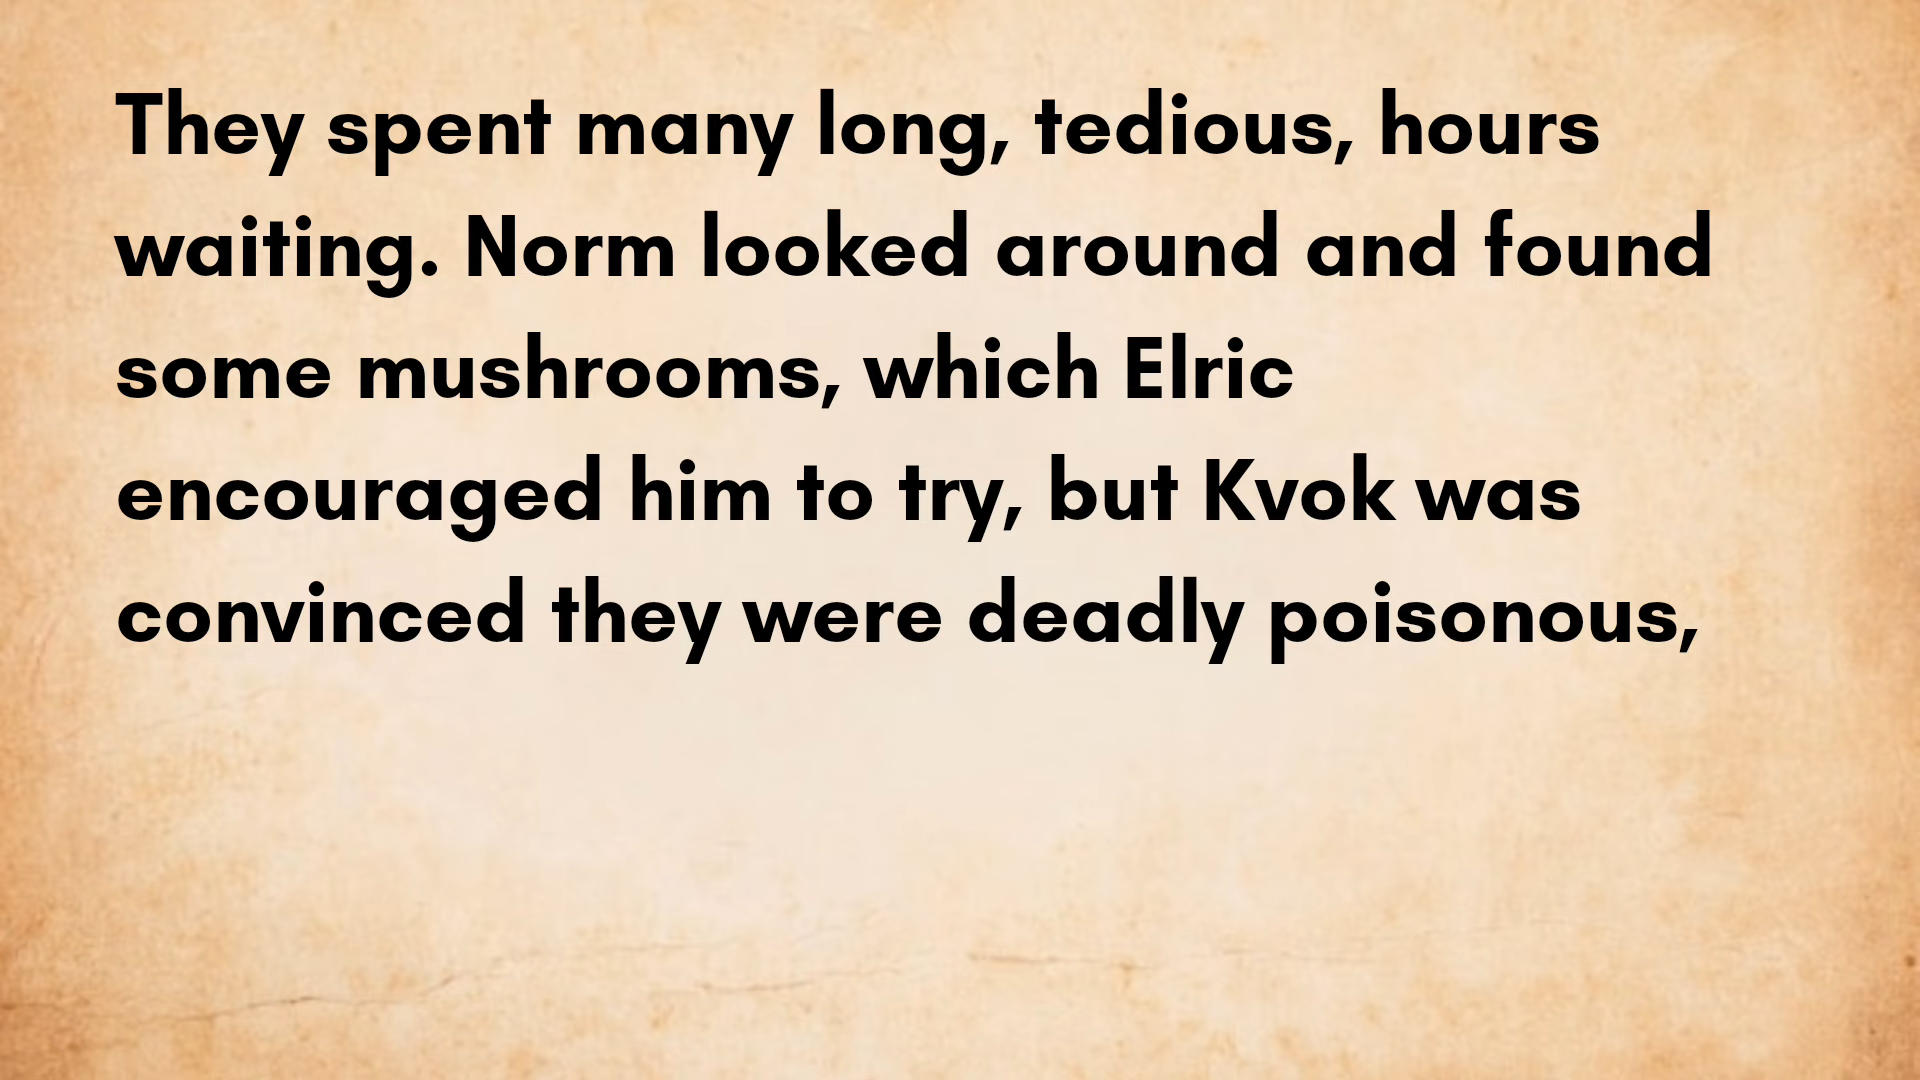 They spent many long, tedious, hours
waiting. Norm looked around and found
some mushrooms, which Elric
encouraged him to try, but Kvok was
convinced they were deadly poisonous,